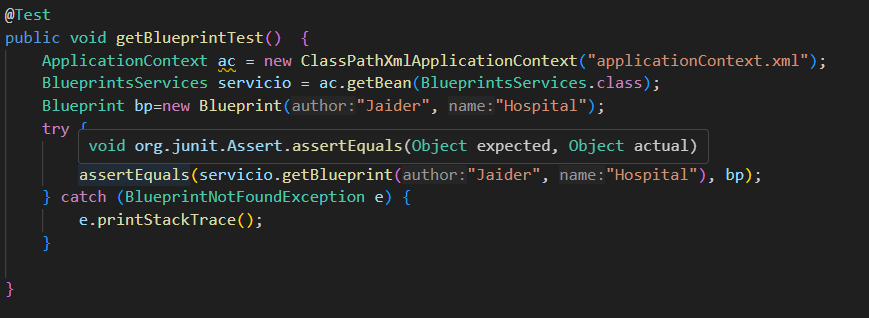 @Test
public void getBlueprintTest()  {
ApplicationContext ac = new ClassPathXmlApplicationContext("applicationContext.xml");
BlueprintsServices servicio = ac.getBean(BlueprintsServices.class);
Blueprint bp=new Blueprint(author:"Jaider", name:"Hospital");
try {
void org.junit.Assert.assertEquals(Object expected, Object actual)
assertEquals(servicio.getBlueprint(author:"Jaider", name:"Hospital"), bp);
} catch (BlueprintNotFoundException e) {
e.printStackTrace();
}
}